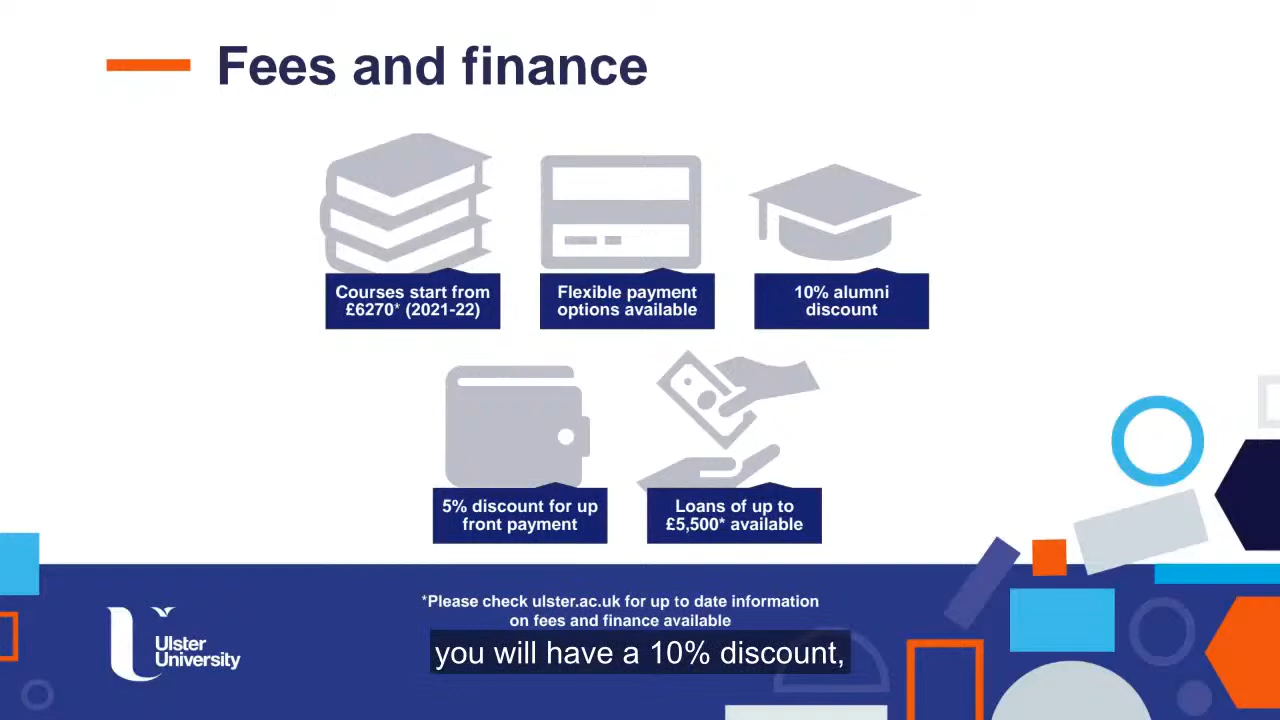 Fees and finance
Courses start from
£6270* (2021-22)
Flexible payment
options available
10% alumni
discount
5% discount for up
front payment
Loans of up to
£5,500* available
*Please check ulster.ac.uk for up to date information
on fees and finance available
you will have a 10% discount,
Ulster
University